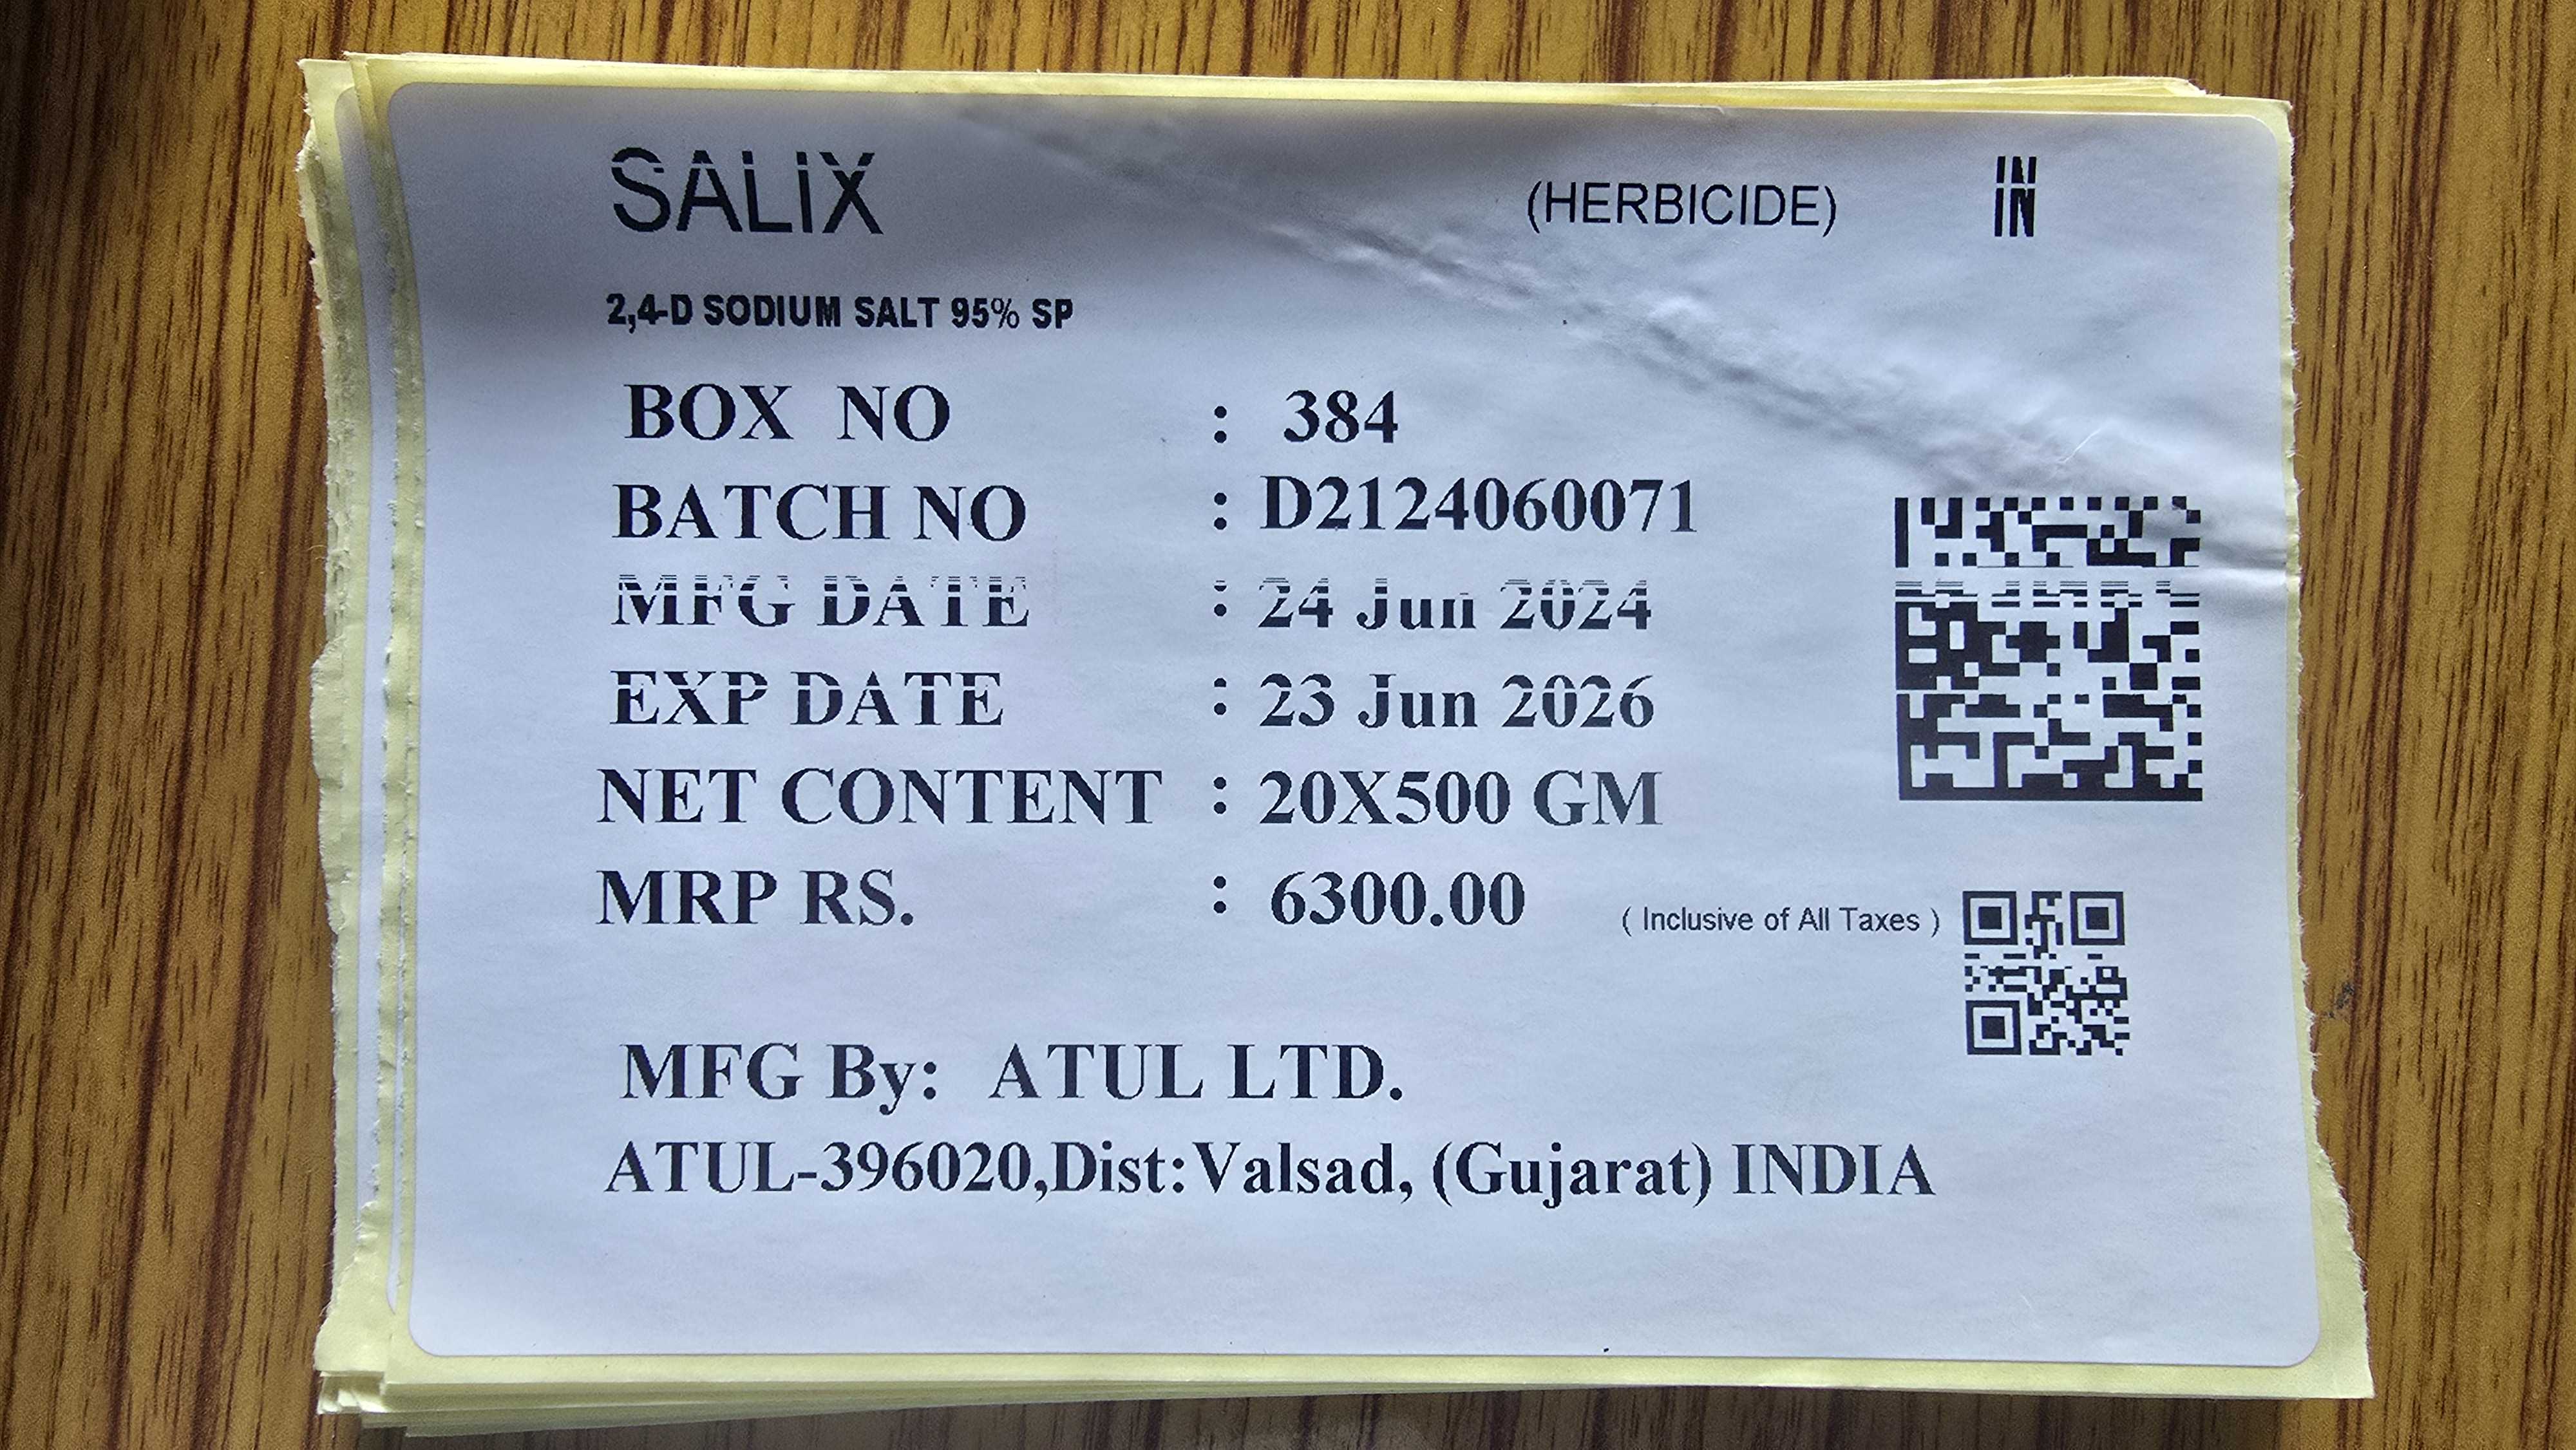 SALIX (HERBICIDE) IN
2,4-D SODIUM SALT 95% SP
BOX NO : 384
BATCH NO : D2124060071
MFG DATE : 24 Jun 2024
EXP DATE : 23 Jun 2026
NET CONTENT : 20X500 GM
MRP RS. : 6300.00 ( Inclusive of All Taxes )
MFG By: ATUL LTD.
ATUL-396020,Dist:Valsad, (Gujarat) INDIA